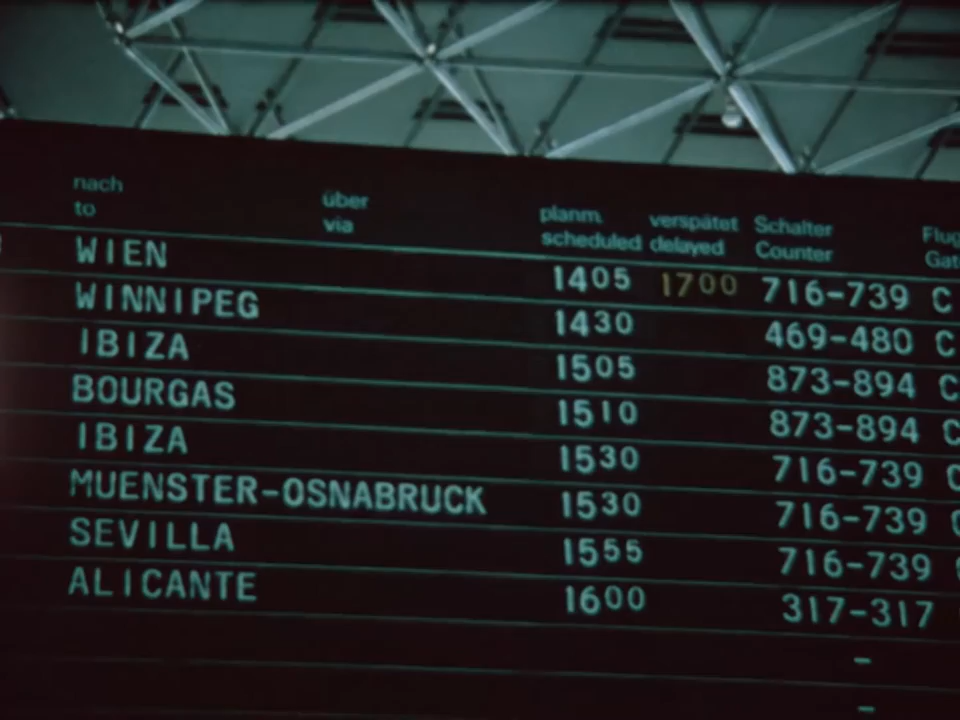 nach über planm. verspätet Schalter Flug
to via scheduled delayed Counter Gat
WIEN 1405 1700 716-739 C
WINNIPEG 1430 469-480 C
IBIZA 1505 873-894 C
BOURGAS 1510 873-894 C
IBIZA 1530 716-739 C
MUENSTER-OSNABRUCK 1530 716-739
SEVILLA 1555 716-739
ALICANTE 1600 317-317
-
-